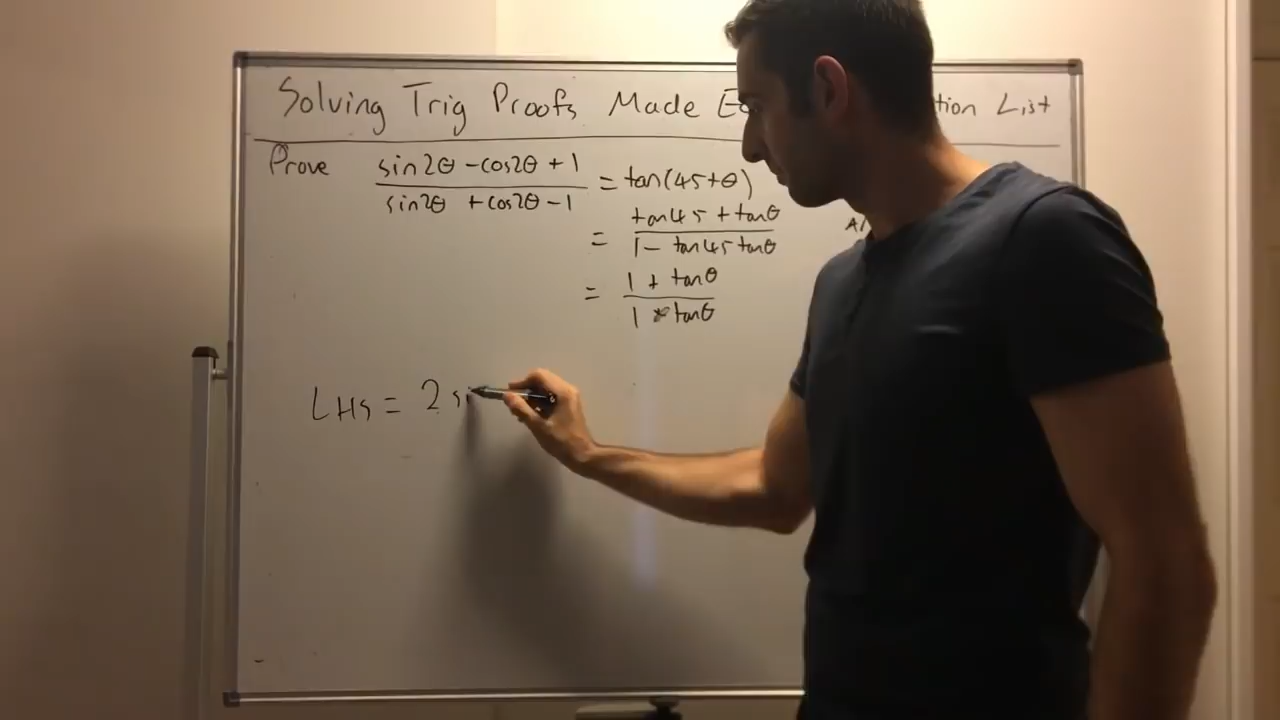 Solving Trig Proofs Made tion List
Prove sin2θ - cos2θ + 1 / sin2θ + cos2θ - 1 = tan(45+θ)
= tan45 + tanθ / 1 - tan45 tanθ
= 1 + tanθ / 1 - tanθ
LHS = 2 si